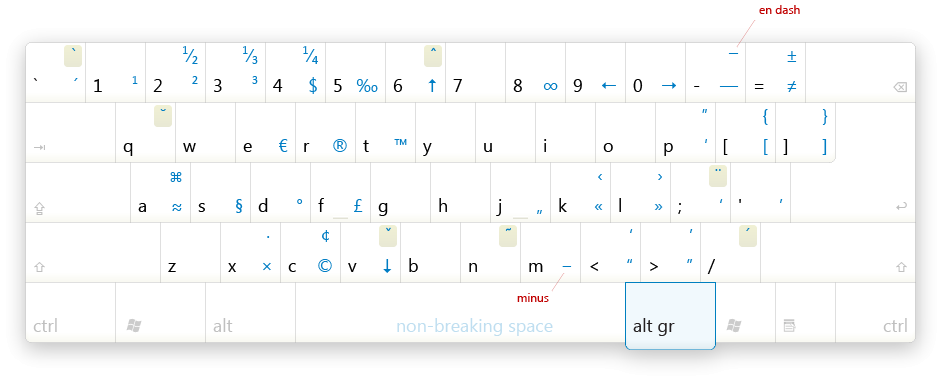 en dash
` ½ ⅓ ¼ ˆ – ±
` ´ 1 ¹ 2 ² 3 ³ 4 $ 5 ‰ 6 ↑ 7 8 ∞ 9 ← 0 → - — = ≠
˘ ″ { }
q w e € r ® t ™ y u i o p ′ [ [ ] ]
⌘ ‹ › ¨
a ≈ s § d ° f £ g h j „ k « l » ; ‘ ' ’
· ¢ ˇ ˜ ‘ ’ ´
z x × c © v ↓ b n m − < “ > ” /
minus
ctrl alt non-breaking space alt gr ctrl